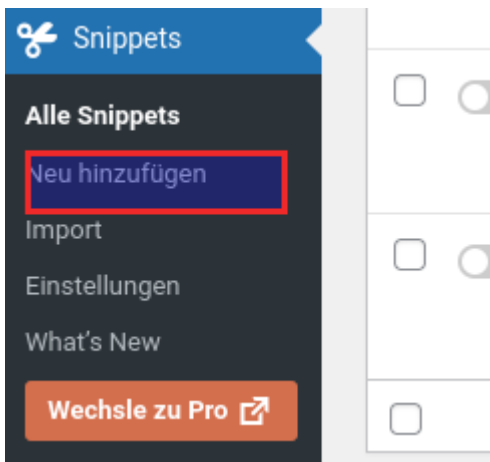 Snippets
Alle Snippets
Neu hinzufügen
Import
Einstellungen
What's New
Wechsle zu Pro